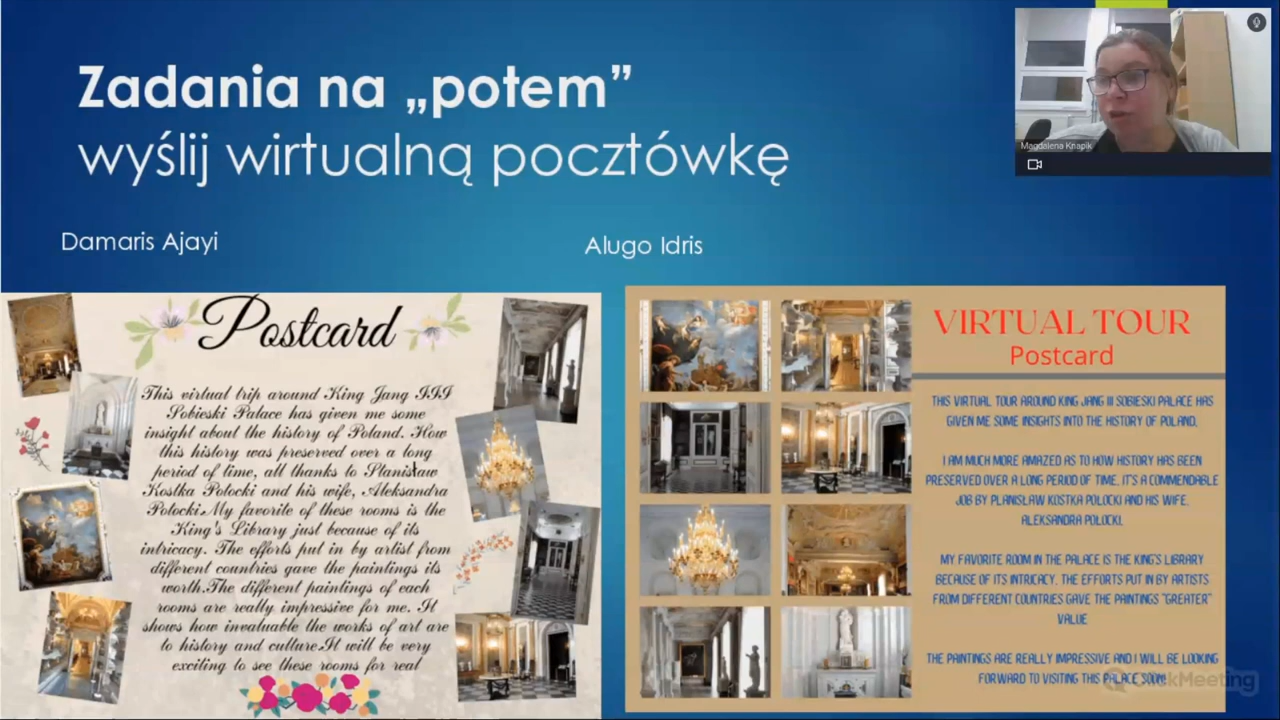 Zadania na „potem”
wyślij wirtualną pocztówkę
Magdalena Knapik
Damaris Ajayi
Alugo Idris
Postcard
This virtual trip around King Jang III
Sobieski Palace has given me some
insight about the history of Poland. How
this history was preserved over a long
period of time, all thanks to Stanisław
Kostka Potocki and his wife, Aleksandra
Potocki.My favorite of these rooms is the
King's Library just because of its
intricacy. The efforts put in by artist from
different countries gave the paintings its
worth.The different paintings of each
rooms are really impressive for me. It
shows how invaluable the works of art are
to history and culture.It will be very
exciting to see these rooms for real
VIRTUAL TOUR
Postcard
THIS VIRTUAL TOUR AROUND KING JANG III SOBIESKI PALACE HAS
GIVEN ME SOME INSIGHTS INTO THE HISTORY OF POLAND.
I AM MUCH MORE AMAZED AS TO HOW HISTORY HAS BEEN
PRESERVED OVER A LONG PERIOD OF TIME. IT'S A COMMENDABLE
JOB BY PLANISLAW KOSTKA POLOCKI AND HIS WIFE,
ALEKSANDRA POLOCKI.
MY FAVORITE ROOM IN THE PALACE IS THE KING'S LIBRARY
BECAUSE OF ITS INTRICACY. THE EFFORTS PUT IN BY ARTISTS
FROM DIFFERENT COUNTRIES GAVE THE PAINTINGS "GREATER"
VALUE
THE PAINTINGS ARE REALLY IMPRESSIVE AND I WILL BE LOOKING
FORWARD TO VISITING THIS PALACE SOON!
ClickMeeting